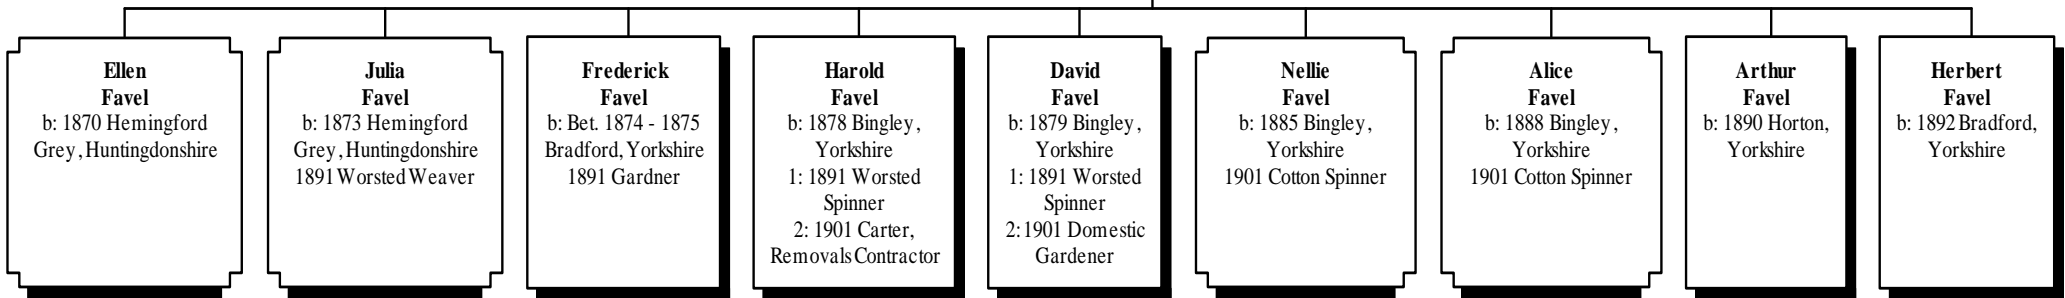 Ellen
Favel
b: 1870 Hemingford
Grey, Huntingdonshire
Julia
Favel
b: 1873 Hemingford
Grey, Huntingdonshire
1891 Worsted Weaver
Frederick
Favel
b: Bet. 1874 - 1875
Bradford, Yorkshire
1891 Gardner
Harold
Favel
b: 1878 Bingley,
Yorkshire
1: 1891 Worsted
Spinner
2: 1901 Carter,
Removals Contractor
David
Favel
b: 1879 Bingley,
Yorkshire
1: 1891 Worsted
Spinner
2: 1901 Domestic
Gardener
Nellie
Favel
b: 1885 Bingley,
Yorkshire
1901 Cotton Spinner
Alice
Favel
b: 1888 Bingley,
Yorkshire
1901 Cotton Spinner
Arthur
Favel
b: 1890 Horton,
Yorkshire
Herbert
Favel
b: 1892 Bradford,
Yorkshire